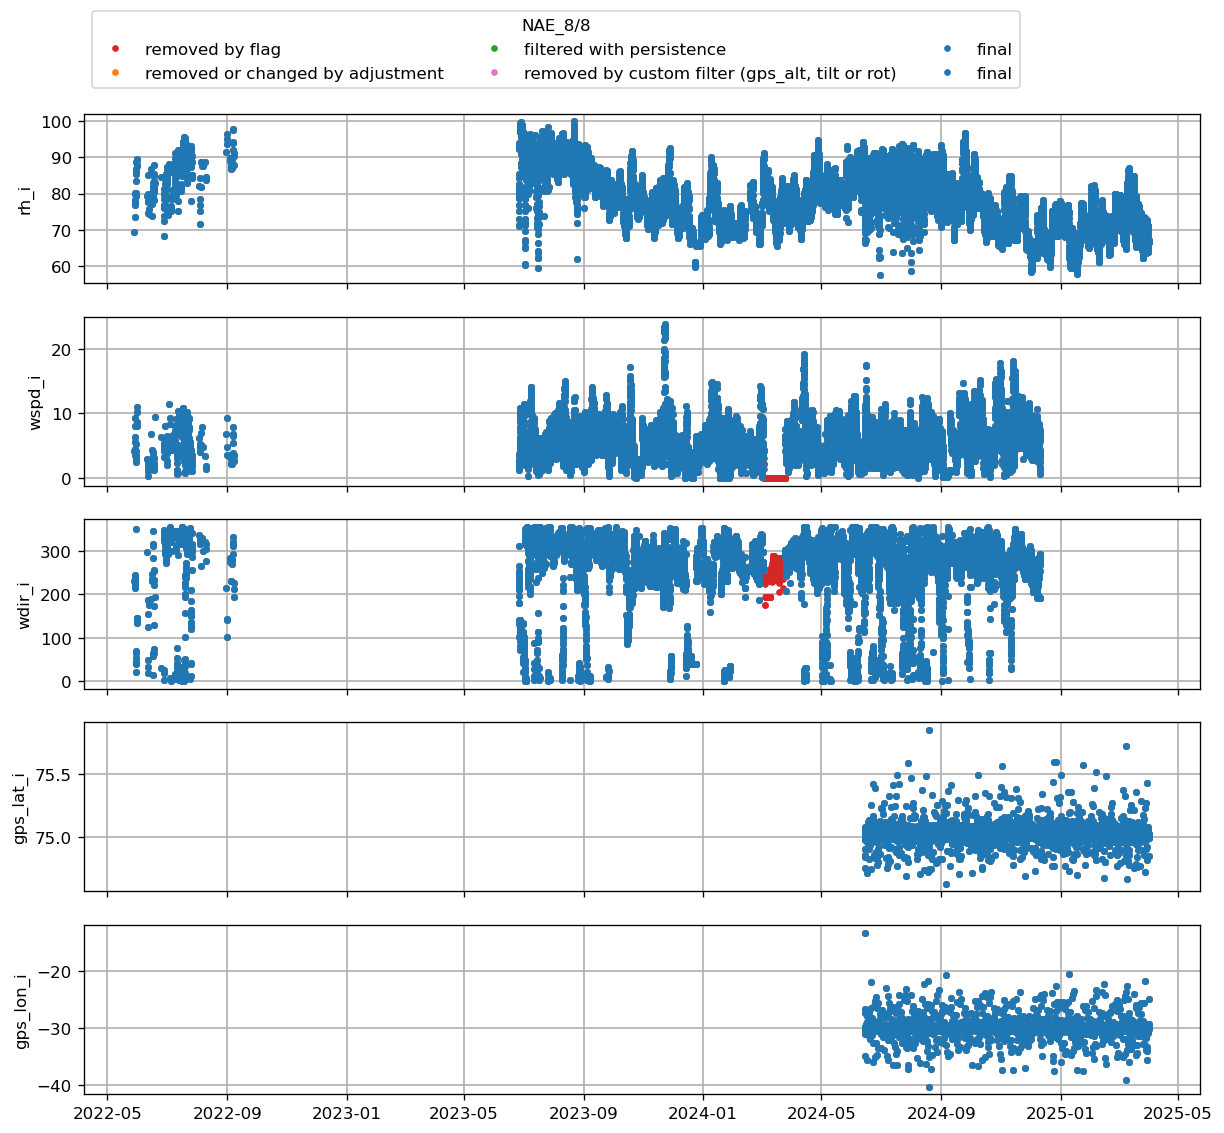 NAE_8/8
removed by flag filtered with persistence final
removed or changed by adjustment removed by custom filter (gps_alt, tilt or rot) final
100
90
80
70
60
rh_i
20
10
0
wspd_i
300
200
100
0
wdir_i
75.5
75.0
gps_lat_i
−20
−30
−40
gps_lon_i
2022-05 2022-09 2023-01 2023-05 2023-09 2024-01 2024-05 2024-09 2025-01 2025-05